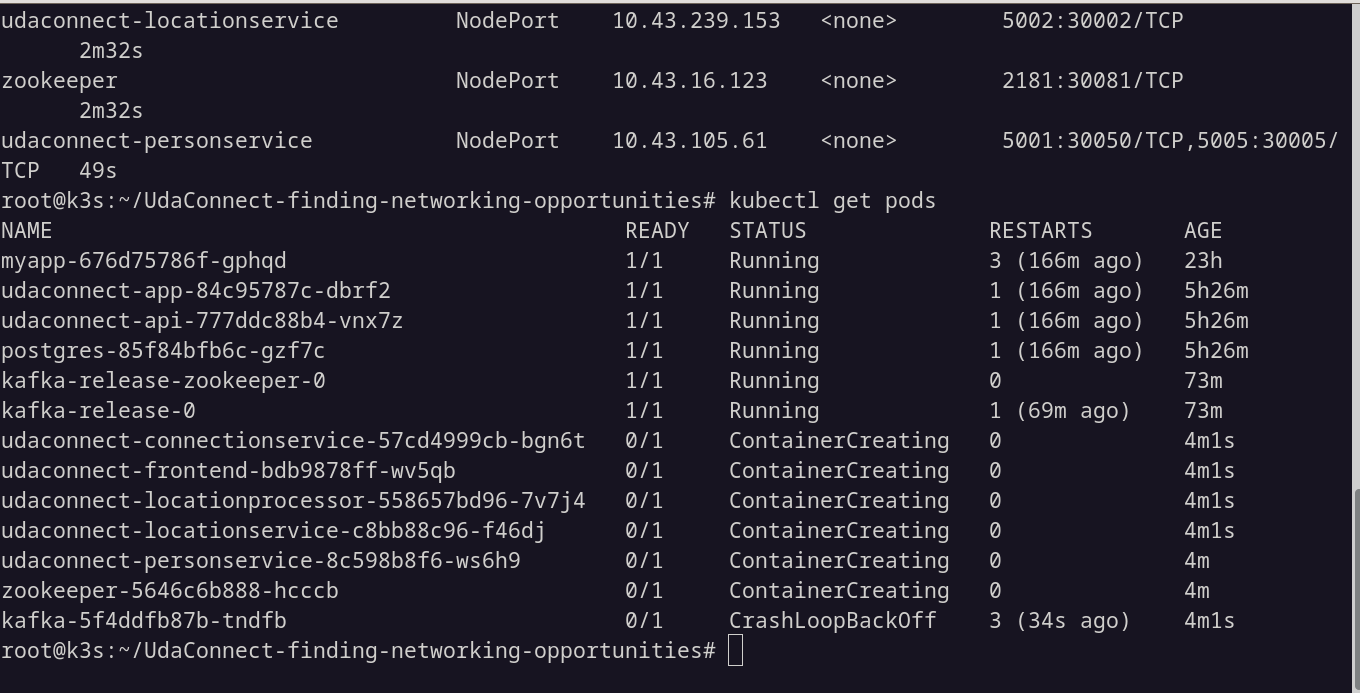 udaconnect-locationservice         NodePort    10.43.239.153   <none>        5002:30002/TCP
      2m32s
zookeeper                          NodePort    10.43.16.123    <none>        2181:30081/TCP
      2m32s
udaconnect-personservice           NodePort    10.43.105.61    <none>        5001:30050/TCP,5005:30005/
TCP   49s
root@k3s:~/UdaConnect-finding-networking-opportunities# kubectl get pods
NAME                                            READY   STATUS              RESTARTS       AGE
myapp-676d75786f-gphqd                          1/1     Running             3 (166m ago)   23h
udaconnect-app-84c95787c-dbrf2                  1/1     Running             1 (166m ago)   5h26m
udaconnect-api-777ddc88b4-vnx7z                 1/1     Running             1 (166m ago)   5h26m
postgres-85f84bfb6c-gzf7c                       1/1     Running             1 (166m ago)   5h26m
kafka-release-zookeeper-0                       1/1     Running             0              73m
kafka-release-0                                 1/1     Running             1 (69m ago)    73m
udaconnect-connectionservice-57cd4999cb-bgn6t   0/1     ContainerCreating   0              4m1s
udaconnect-frontend-bdb9878ff-wv5qb             0/1     ContainerCreating   0              4m1s
udaconnect-locationprocessor-558657bd96-7v7j4   0/1     ContainerCreating   0              4m1s
udaconnect-locationservice-c8bb88c96-f46dj      0/1     ContainerCreating   0              4m1s
udaconnect-personservice-8c598b8f6-ws6h9        0/1     ContainerCreating   0              4m
zookeeper-5646c6b888-hcccb                      0/1     ContainerCreating   0              4m
kafka-5f4ddfb87b-tndfb                          0/1     CrashLoopBackOff    3 (34s ago)    4m1s
root@k3s:~/UdaConnect-finding-networking-opportunities#